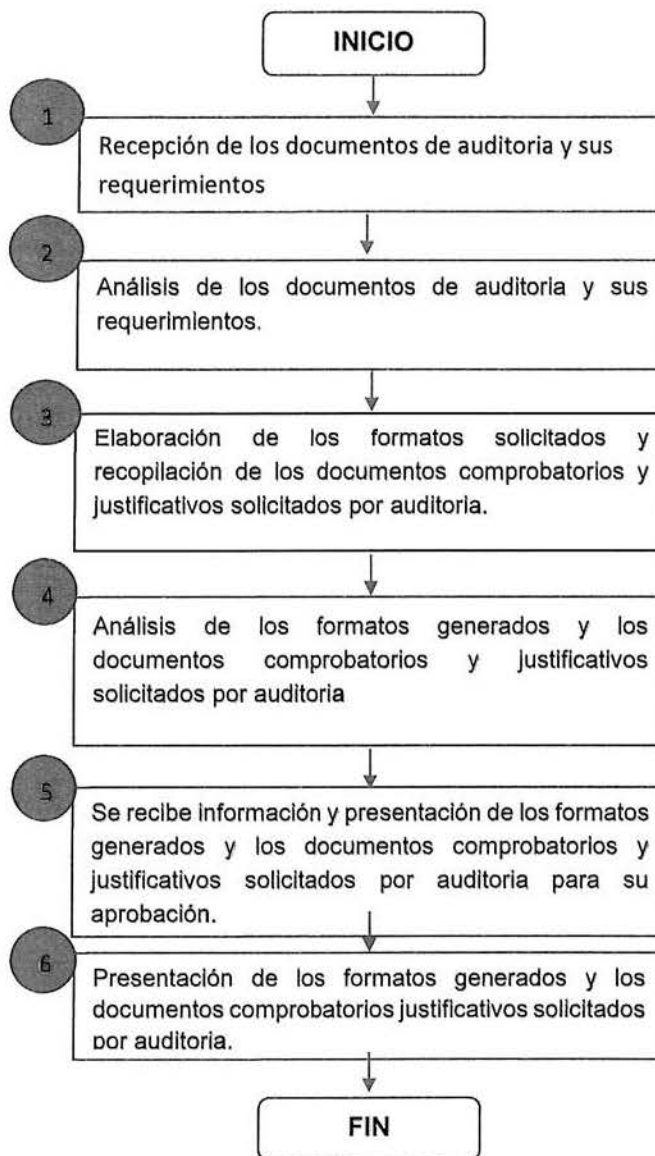 INICIO
1
Recepción de los documentos de auditoria y sus
requerimientos
2
Análisis de los documentos de auditoria y sus
requerimientos.
3
Elaboración de los formatos solicitados y
recopilación de los documentos comprobatorios y
justificativos solicitados por auditoria.
4
Análisis de los formatos generados y los
documentos comprobatorios y justificativos
solicitados por auditoria
5
Se recibe información y presentación de los formatos
generados y los documentos comprobatorios y
justificativos solicitados por auditoria para su
aprobación.
6
Presentación de los formatos generados y los
documentos comprobatorios justificativos solicitados
por auditoria.
FIN